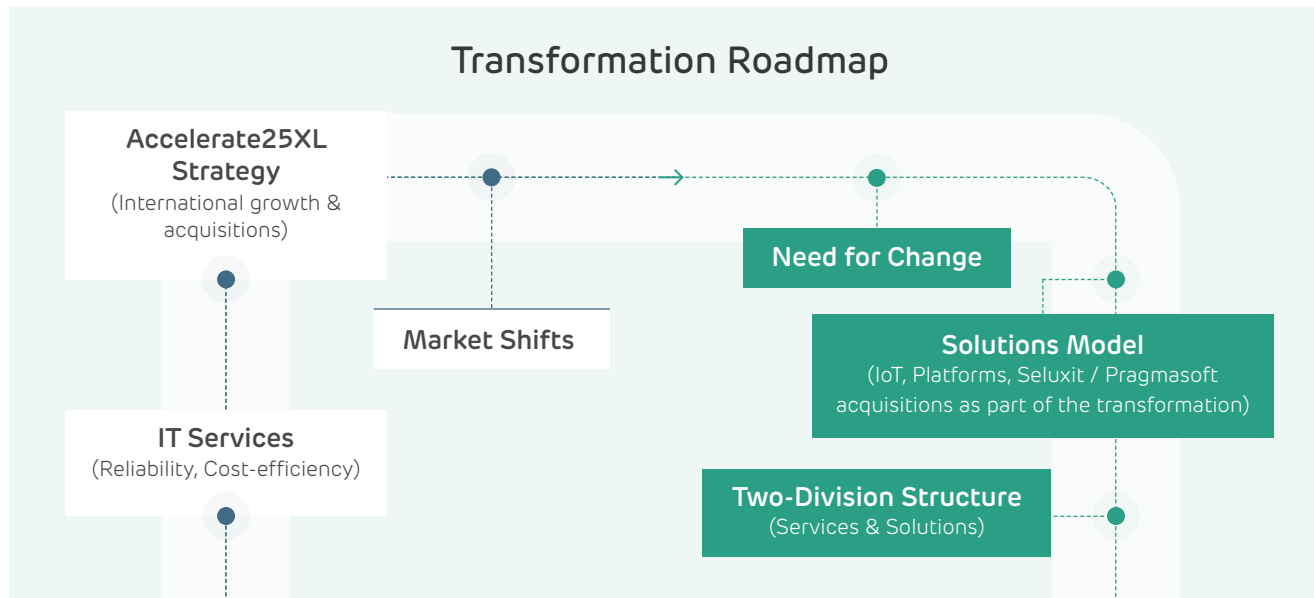 Transformation Roadmap
Accelerate25XL
Strategy
(International growth &
acquisitions)
Need for Change
Market Shifts
Solutions Model
(IoT, Platforms, Seluxit / Pragmasoft
acquisitions as part of the transformation)
IT Services
(Reliability, Cost-efficiency)
Two-Division Structure
(Services & Solutions)